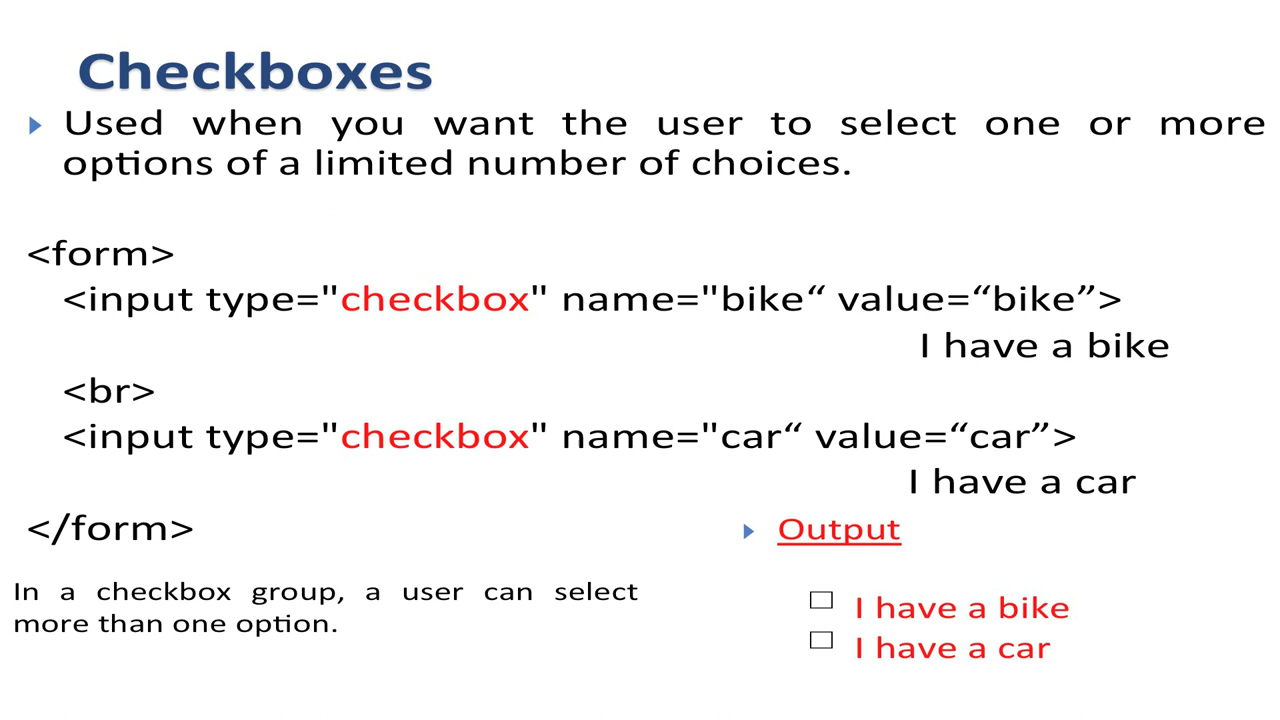 Checkboxes
Used when you want the user to select one or more
options of a limited number of choices.
<form>
<input type="checkbox" name="bike“ value=“bike”>
I have a bike
<br>
<input type="checkbox" name="car“ value=“car”>
I have a car
</form>
In a checkbox group, a user can select
more than one option.
Output
I have a bike
I have a car